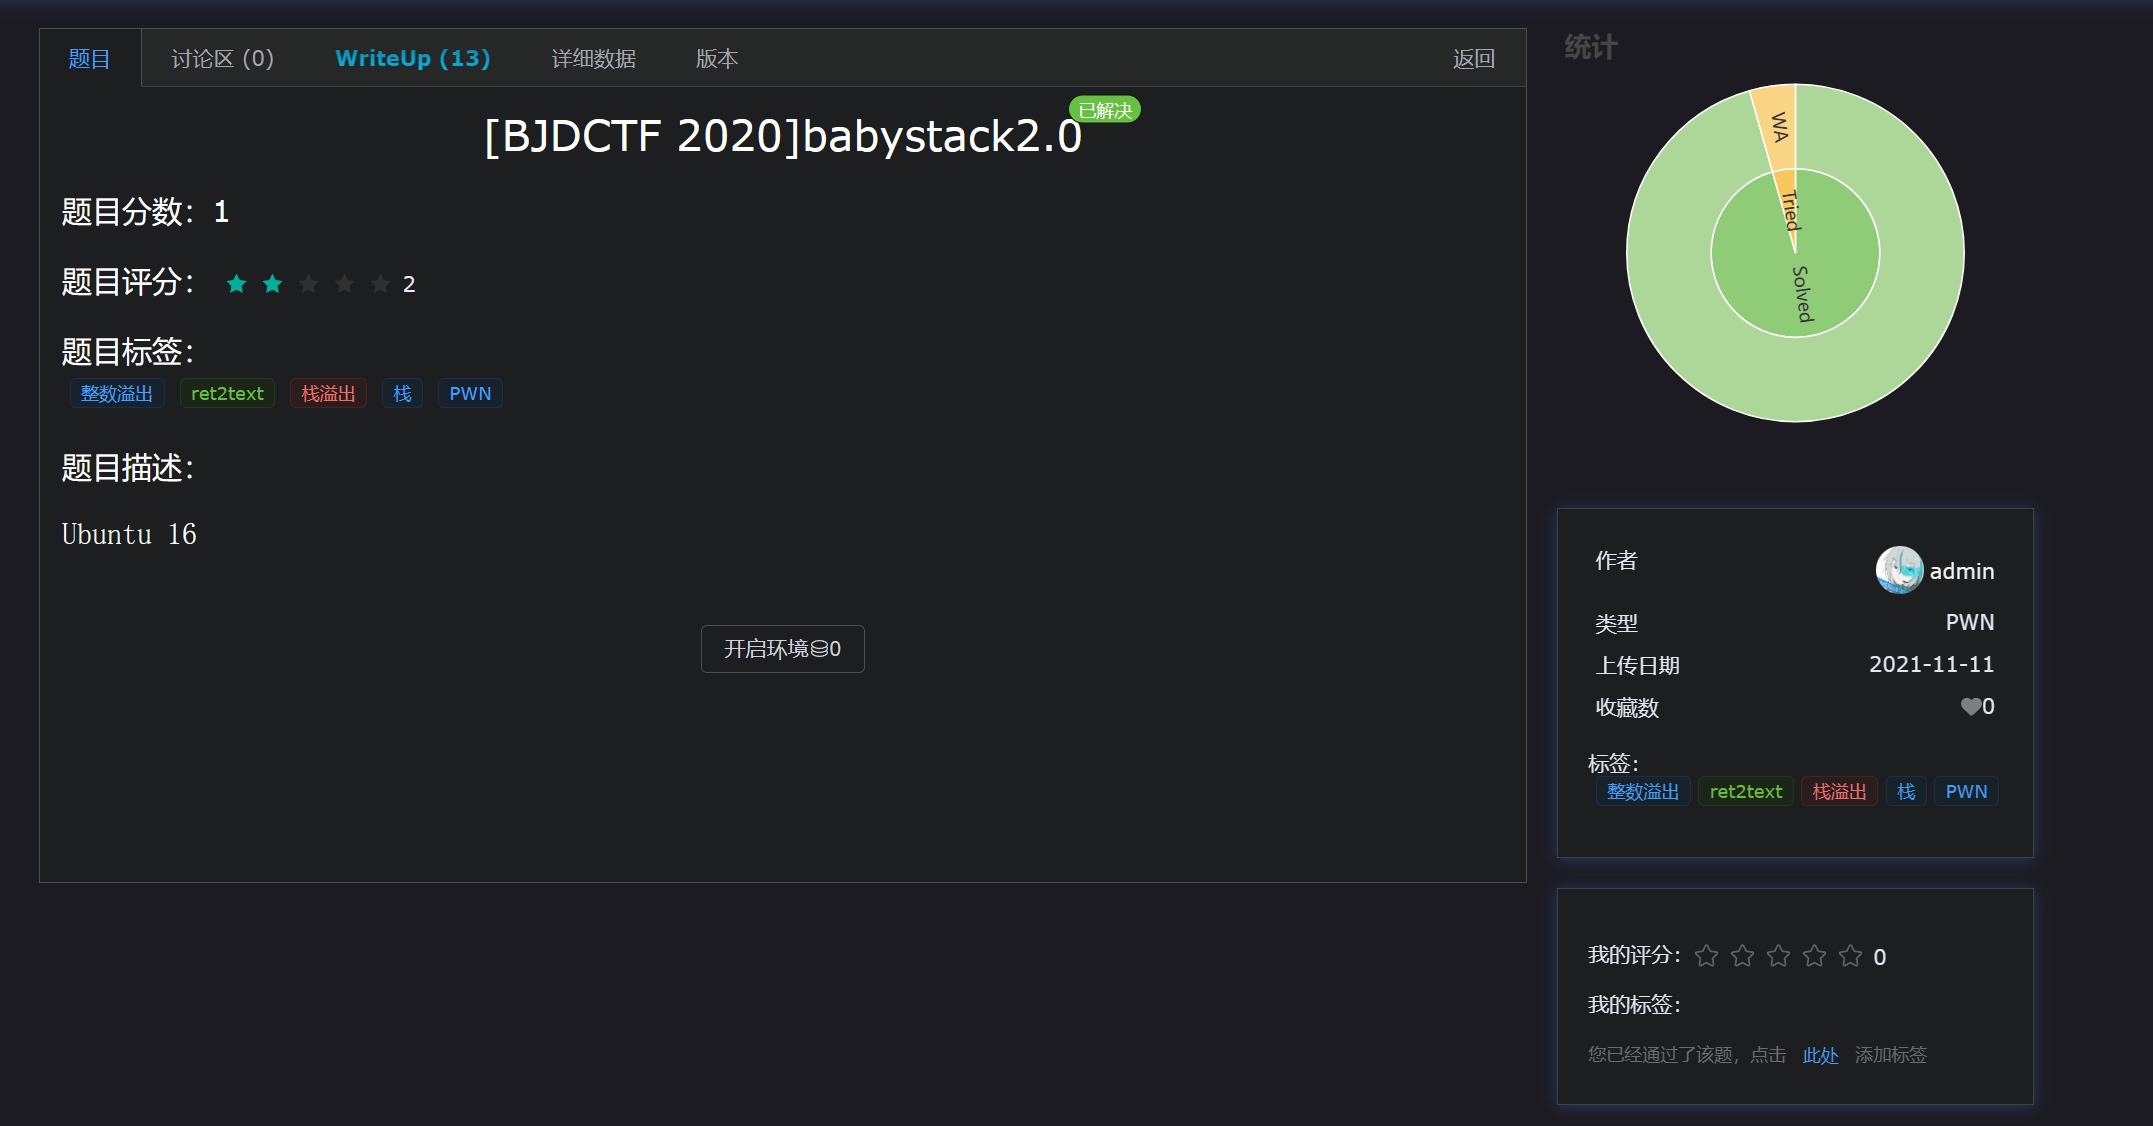 题目 讨论区 (0) WriteUp (13) 详细数据 版本 返回
已解决
[BJDCTF 2020]babystack2.0
题目分数：1
题目评分： 2
题目标签：
整数溢出 ret2text 栈溢出 栈 PWN
题目描述：
Ubuntu 16
开启环境0
统计
WA
Tried
Solved
作者 admin
类型 PWN
上传日期 2021-11-11
收藏数 0
标签：
整数溢出 ret2text 栈溢出 栈 PWN
我的评分： 0
我的标签：
您已经通过了该题，点击 此处 添加标签